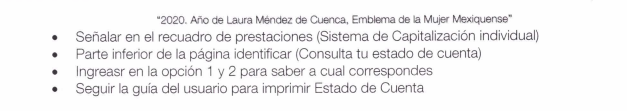 "2020. Año de Laura Méndez de Cuenca, Emblema de la Mujer Mexiquense"
• Señalar en el recuadro de prestaciones (Sistema de Capitalización individual)
• Parte inferior de la página identificar (Consulta tu estado de cuenta)
• Ingreasr en la opción 1 y 2 para saber a cual correspondes
• Seguir la guía del usuario para imprimir Estado de Cuenta